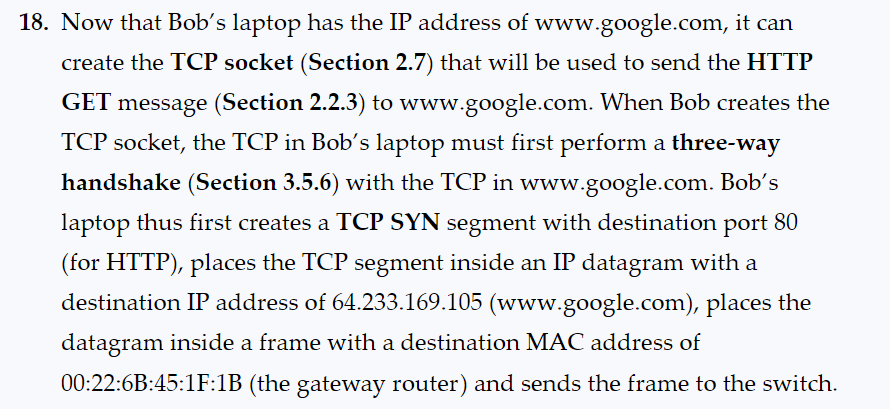 18. Now that Bob’s laptop has the IP address of www.google.com, it can
create the TCP socket (Section 2.7) that will be used to send the HTTP
GET message (Section 2.2.3) to www.google.com. When Bob creates the
TCP socket, the TCP in Bob’s laptop must first perform a three-way
handshake (Section 3.5.6) with the TCP in www.google.com. Bob’s
laptop thus first creates a TCP SYN segment with destination port 80
(for HTTP), places the TCP segment inside an IP datagram with a
destination IP address of 64.233.169.105 (www.google.com), places the
datagram inside a frame with a destination MAC address of
00:22:6B:45:1F:1B (the gateway router) and sends the frame to the switch.